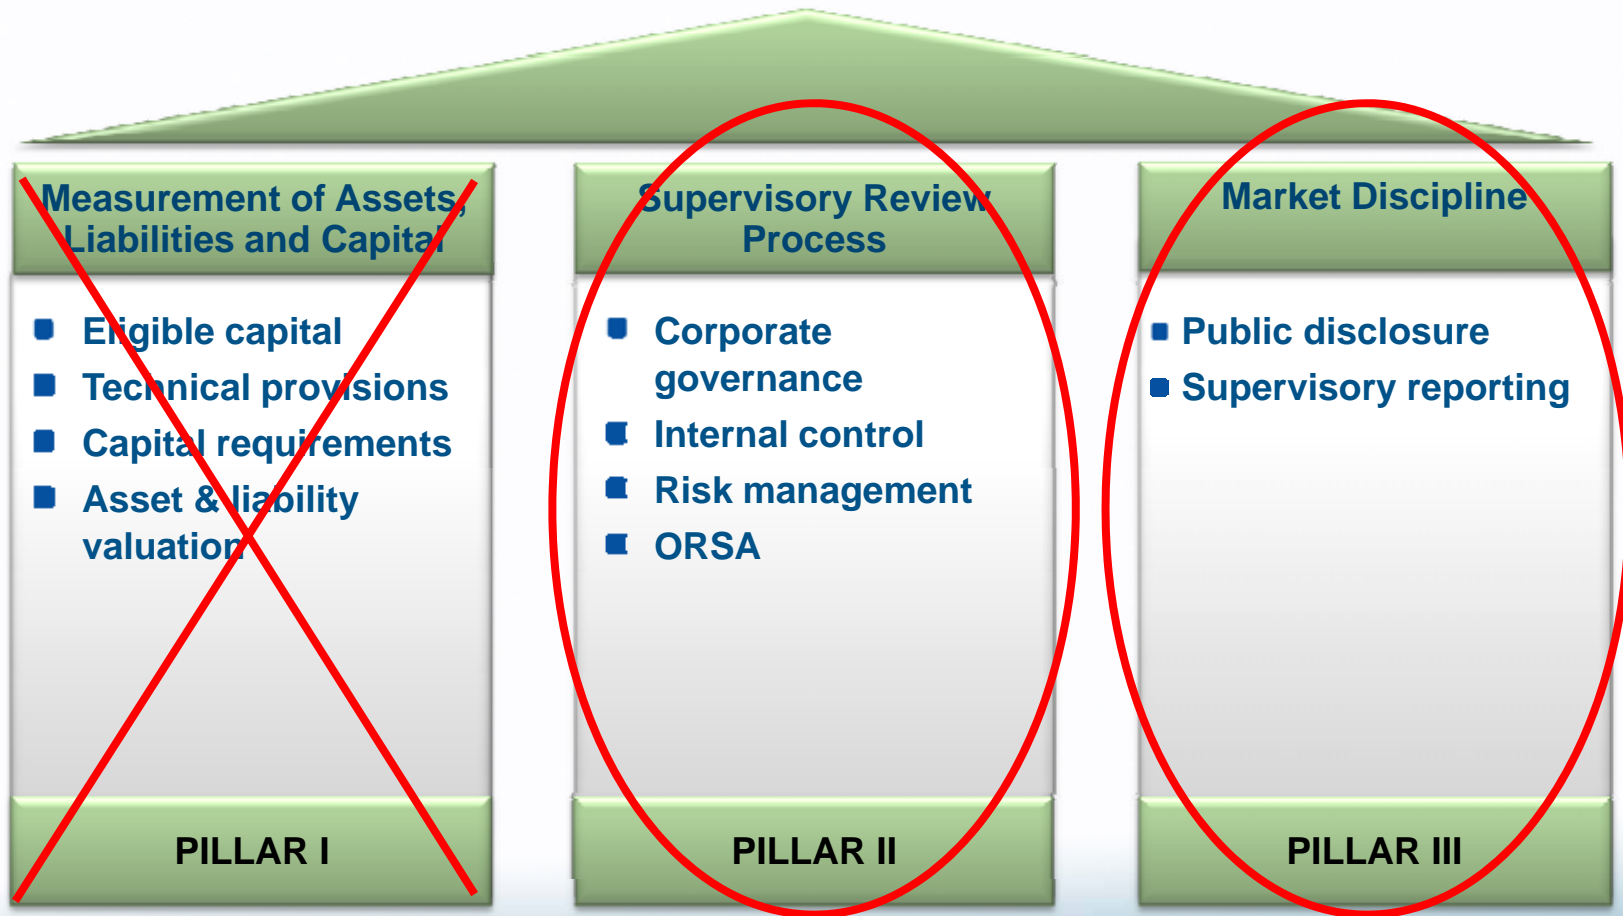 Measurement of Assets,
Liabilities and Capital
Eligible capital
Technical provisions
Capital requirements
Asset & liability
valuation
PILLAR I
Supervisory Review
Process
Corporate
governance
Internal control
Risk management
ORSA
PILLAR II
Market Discipline
Public disclosure
Supervisory reporting
PILLAR III